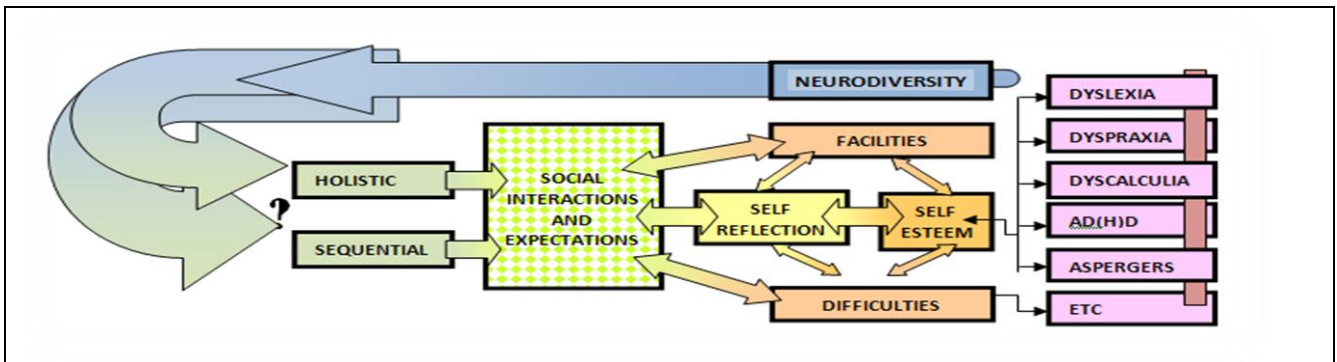 NEURODIVERSITY
DYSLEXIA
DYSPRAXIA
DYSCALCULIA
AD(H)D
ASPERGERS
ETC
FACILITIES
HOLISTIC
SEQUENTIAL
?
SOCIAL
INTERACTIONS
AND
EXPECTATIONS
SELF
REFLECTION
SELF
ESTEEM
DIFFICULTIES